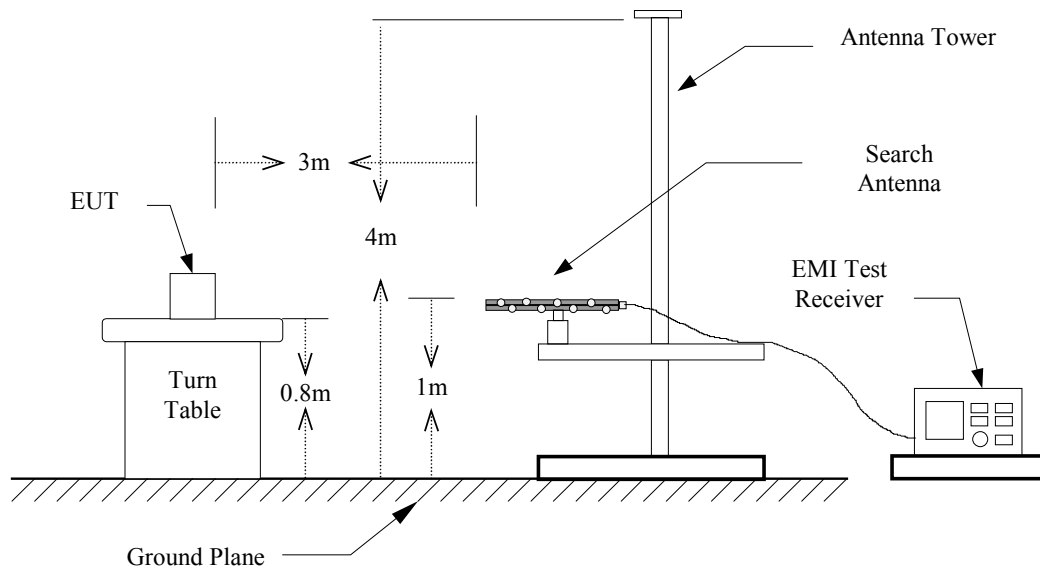 Antenna Tower
3m
Search
Antenna
EUT
4m
EMI Test
Receiver
Turn
Table
0.8m
1m
Ground Plane